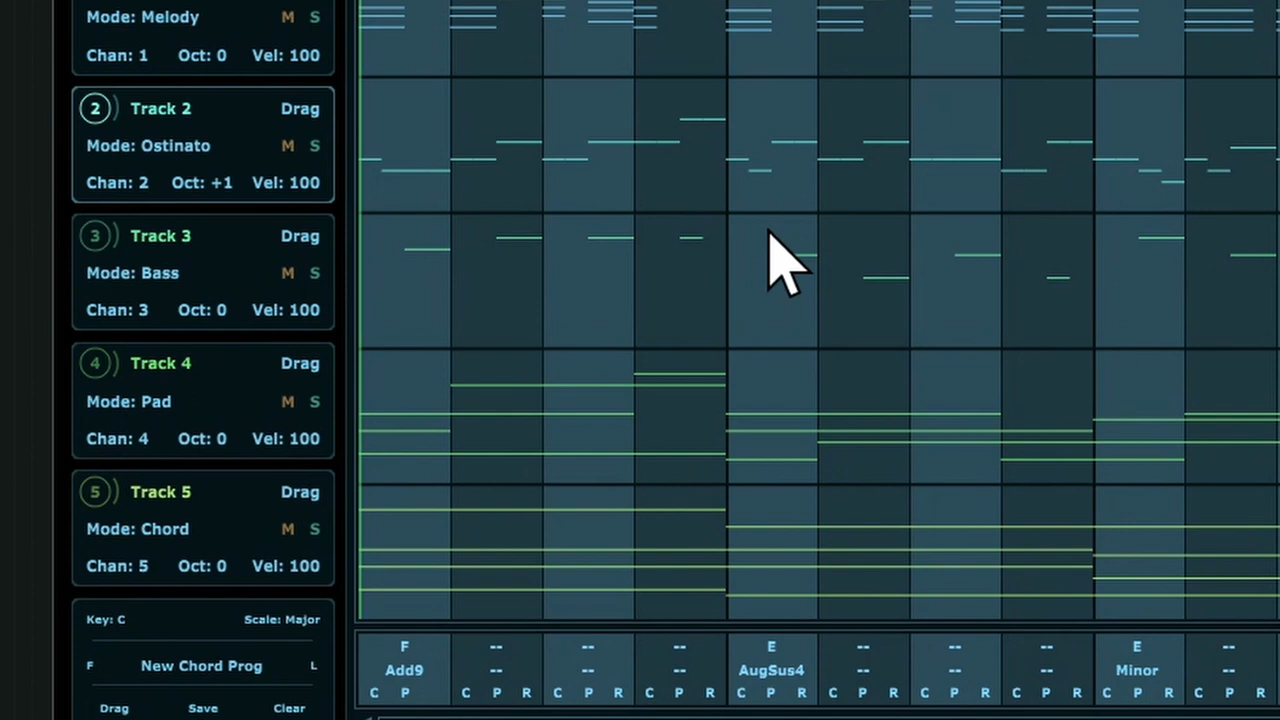 Mode: Melody M S
Chan: 1 Oct: 0 Vel: 100
2 Track 2 Drag
Mode: Ostinato M S
Chan: 2 Oct: +1 Vel: 100
3 Track 3 Drag
Mode: Bass M S
Chan: 3 Oct: 0 Vel: 100
4 Track 4 Drag
Mode: Pad M S
Chan: 4 Oct: 0 Vel: 100
5 Track 5 Drag
Mode: Chord M S
Chan: 5 Oct: 0 Vel: 100
Key: C Scale: Major
F New Chord Prog L
Drag Save Clear
F -- -- -- E -- -- -- E --
Add9 -- -- -- AugSus4 -- -- -- Minor --
C P C P R C P R C P R C P R C P R C P R C P R C P R C P R